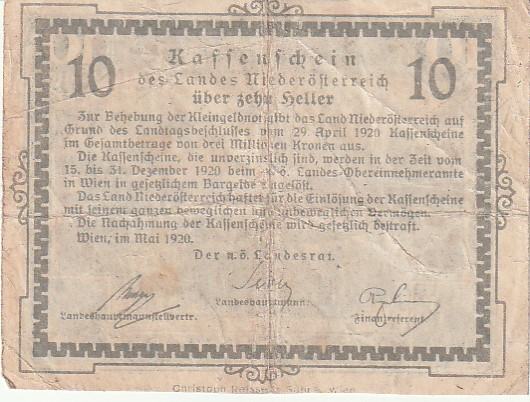 10 Kassenschein 10
des Landes Niederösterreich
über zehn Heller
Zur Behebung der Kleingeldnot gibt das Land Niederösterreich auf
Grund des Landtagsbeschlusses vom 29. April 1920 Kassenscheine
im Gesamtbetrage von drei Millionen Kronen aus.
Die Kassenscheine, die unverzinslich sind, werden in der Zeit vom
15. bis 31. Dezember 1920 beim n.ö. Landes-Obereinnehmeramte
in Wien in gesetzlichem Bargelde eingelöst.
Das Land Niederösterreich haftet für die Einlösung der Kassenscheine
mit seinem ganzen beweglichen und unbeweglichen Vermögen.
Die Nachahmung der Kassenscheine wird gesetzlich bestraft.
Wien, im Mai 1920.
Der n.ö. Landesrat.
Landeshauptmannstellvertr.
Landeshauptmann.
Finanzreferent
Christoph Reisser's Söhne, Wien